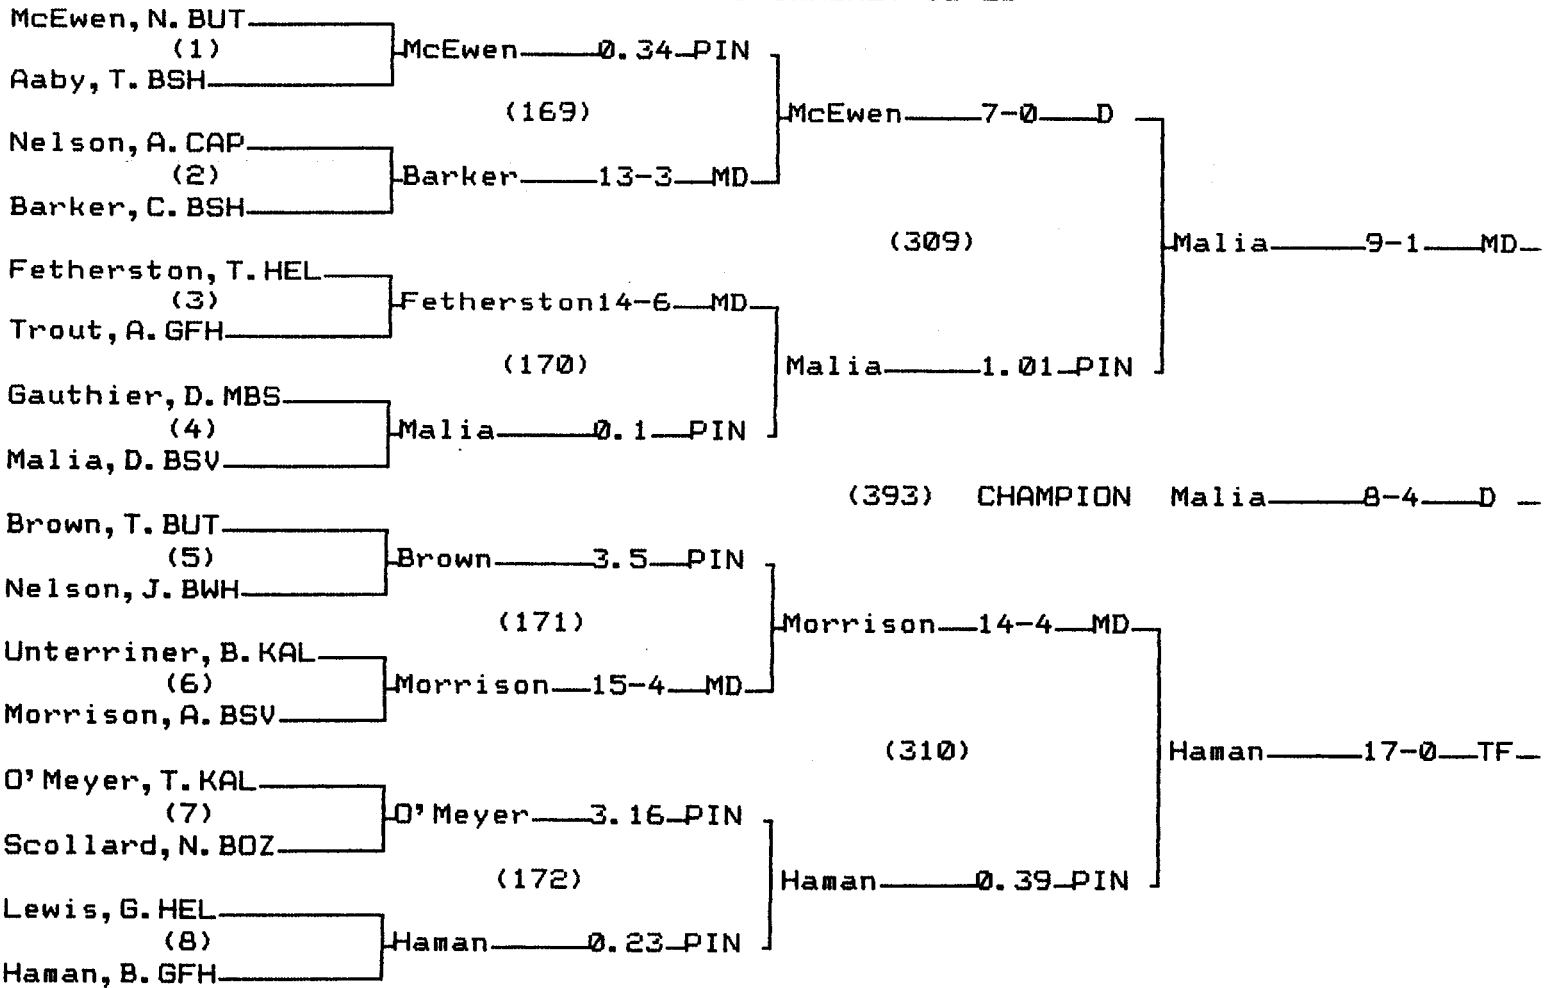 McEwen, N. BUT
(1) McEwen 0.34 PIN
Aaby, T. BSH
(169) McEwen 7-0 D
Nelson, A. CAP
(2) Barker 13-3 MD
Barker, C. BSH
(309) Malia 9-1 MD
Fetherston, T. HEL
(3) Fetherston 14-6 MD
Trout, A. GFH
(170) Malia 1.01 PIN
Gauthier, D. MBS
(4) Malia 0.1 PIN
Malia, D. BSV
(393) CHAMPION Malia 8-4 D
Brown, T. BUT
(5) Brown 3.5 PIN
Nelson, J. BWH
(171) Morrison 14-4 MD
Unterriner, B. KAL
(6) Morrison 15-4 MD
Morrison, A. BSV
(310) Haman 17-0 TF
O'Meyer, T. KAL
(7) O'Meyer 3.16 PIN
Scollard, N. BOZ
(172) Haman 0.39 PIN
Lewis, G. HEL
(8) Haman 0.23 PIN
Haman, B. GFH